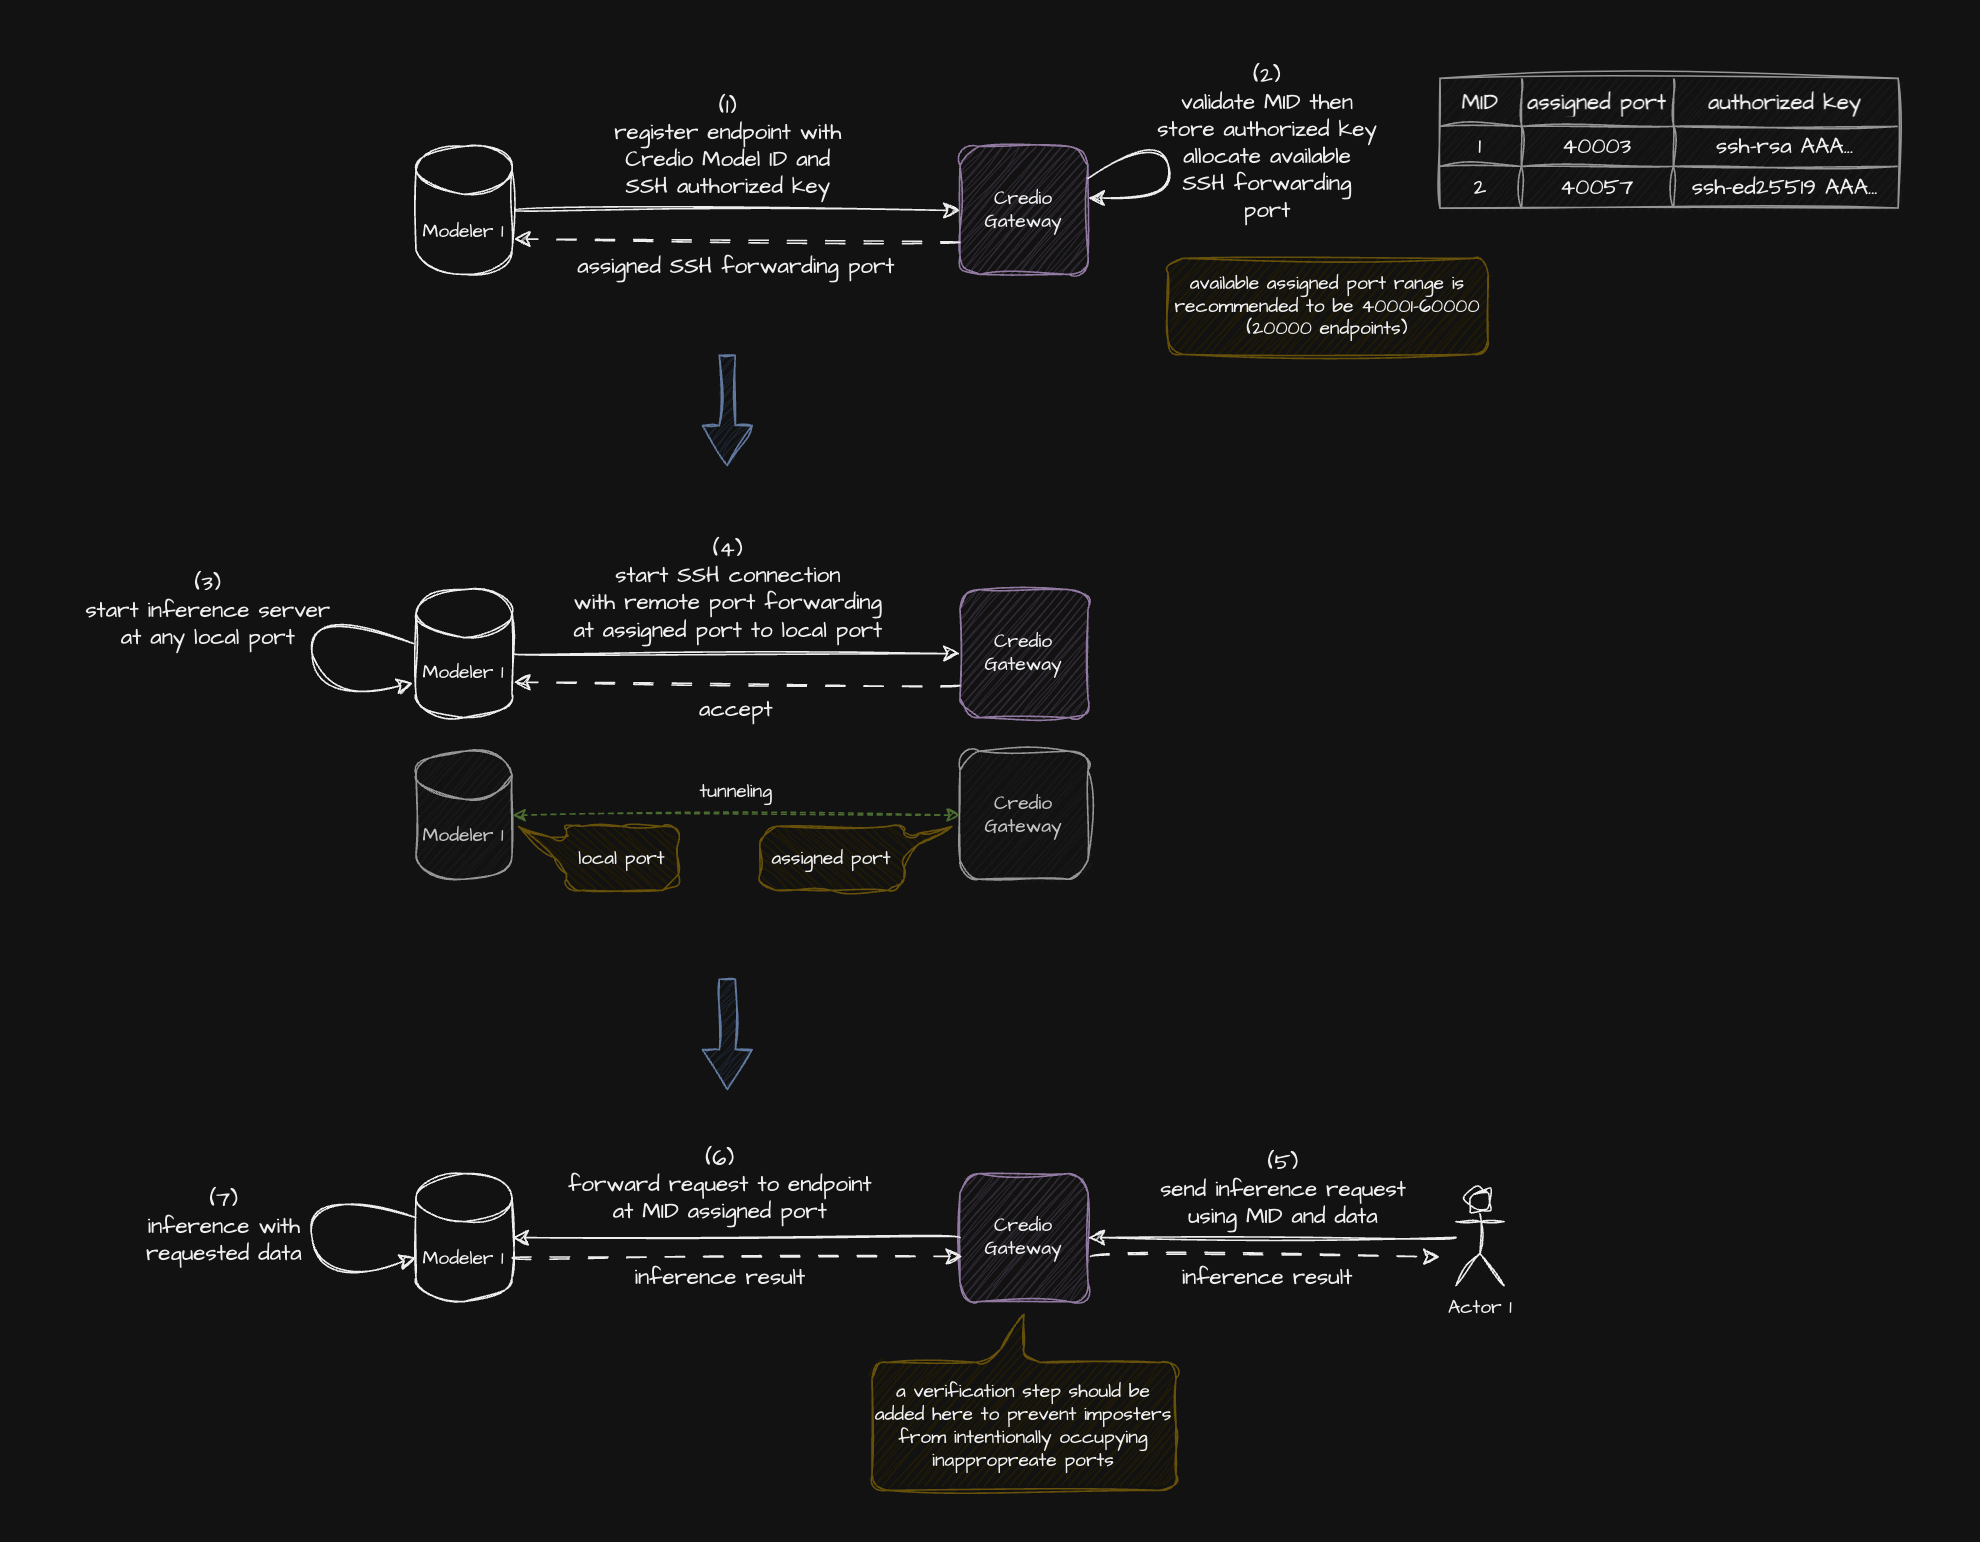 (1)
register endpoint with
Credio Model ID and
SSH authorized key
Modeler 1
assigned SSH forwarding port
Credio
Gateway
(2)
validate MID then
store authorized key
allocate available
SSH forwarding
port
MID assigned port authorized key
1 40003 ssh-rsa AAA...
2 40057 ssh-ed25519 AAA...
available assigned port range is
recommended to be 40001-60000
(20000 endpoints)
(3)
start inference server
at any local port
Modeler 1
(4)
start SSH connection
with remote port forwarding
at assigned port to local port
accept
Credio
Gateway
Modeler 1
tunneling
local port
assigned port
Credio
Gateway
(7)
inference with
requested data
Modeler 1
(6)
forward request to endpoint
at MID assigned port
inference result
Credio
Gateway
(5)
send inference request
using MID and data
inference result
Actor 1
a verification step should be
added here to prevent imposters
from intentionally occupying
inappropreate ports